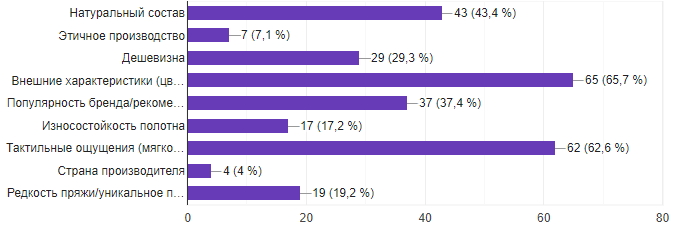 Натуральный состав 43 (43,4 %)
Этичное производство 7 (7,1 %)
Дешевизна 29 (29,3 %)
Внешние характеристики (цв… 65 (65,7 %)
Популярность бренда/рекоме… 37 (37,4 %)
Износостойкость полотна 17 (17,2 %)
Тактильные ощущения (мягко… 62 (62,6 %)
Страна производителя 4 (4 %)
Редкость пряжи/уникальное п… 19 (19,2 %)
0 20 40 60 80